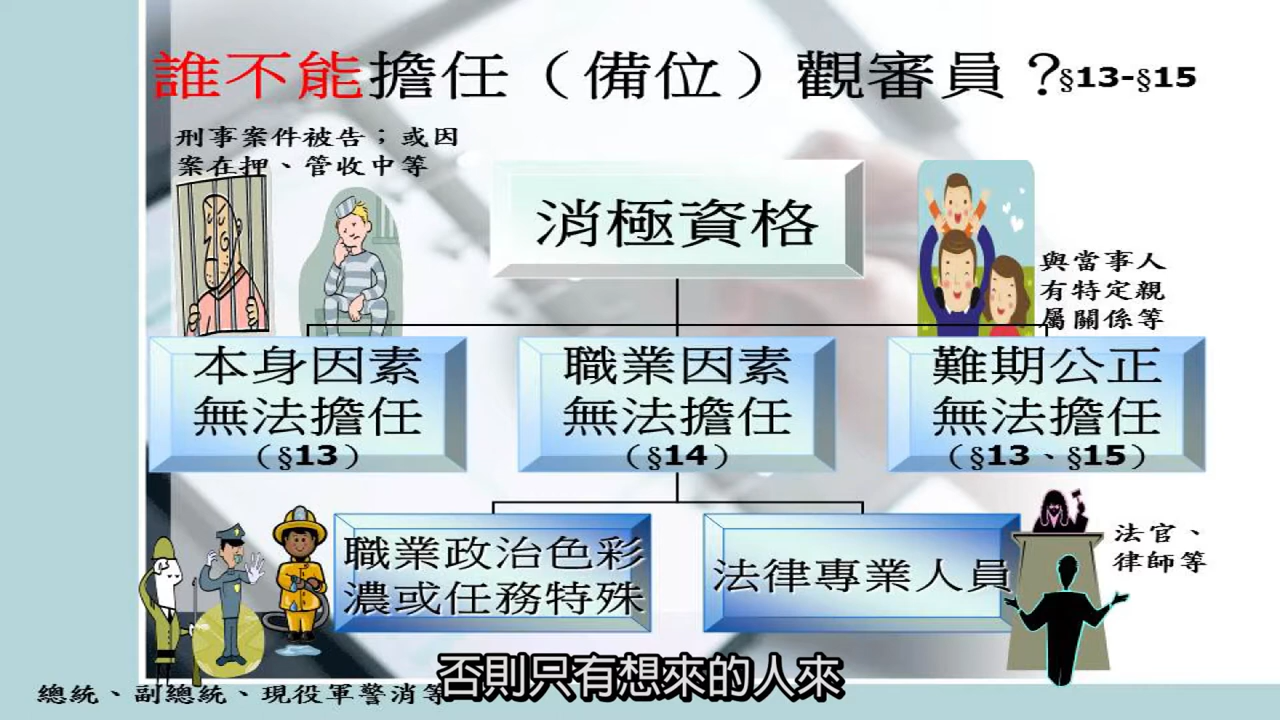 誰不能擔任（備位）觀審員？§13-§15
刑事案件被告；或因
案在押、管收中等
消極資格
與當事人
有特定親
屬關係等
本身因素
無法擔任
（§13）
職業因素
無法擔任
（§14）
難期公正
無法擔任
（§13、§15）
職業政治色彩
濃或任務特殊
法律專業人員
法官、
律師等
總統、副總統、現役軍警消等
否則只有想來的人來